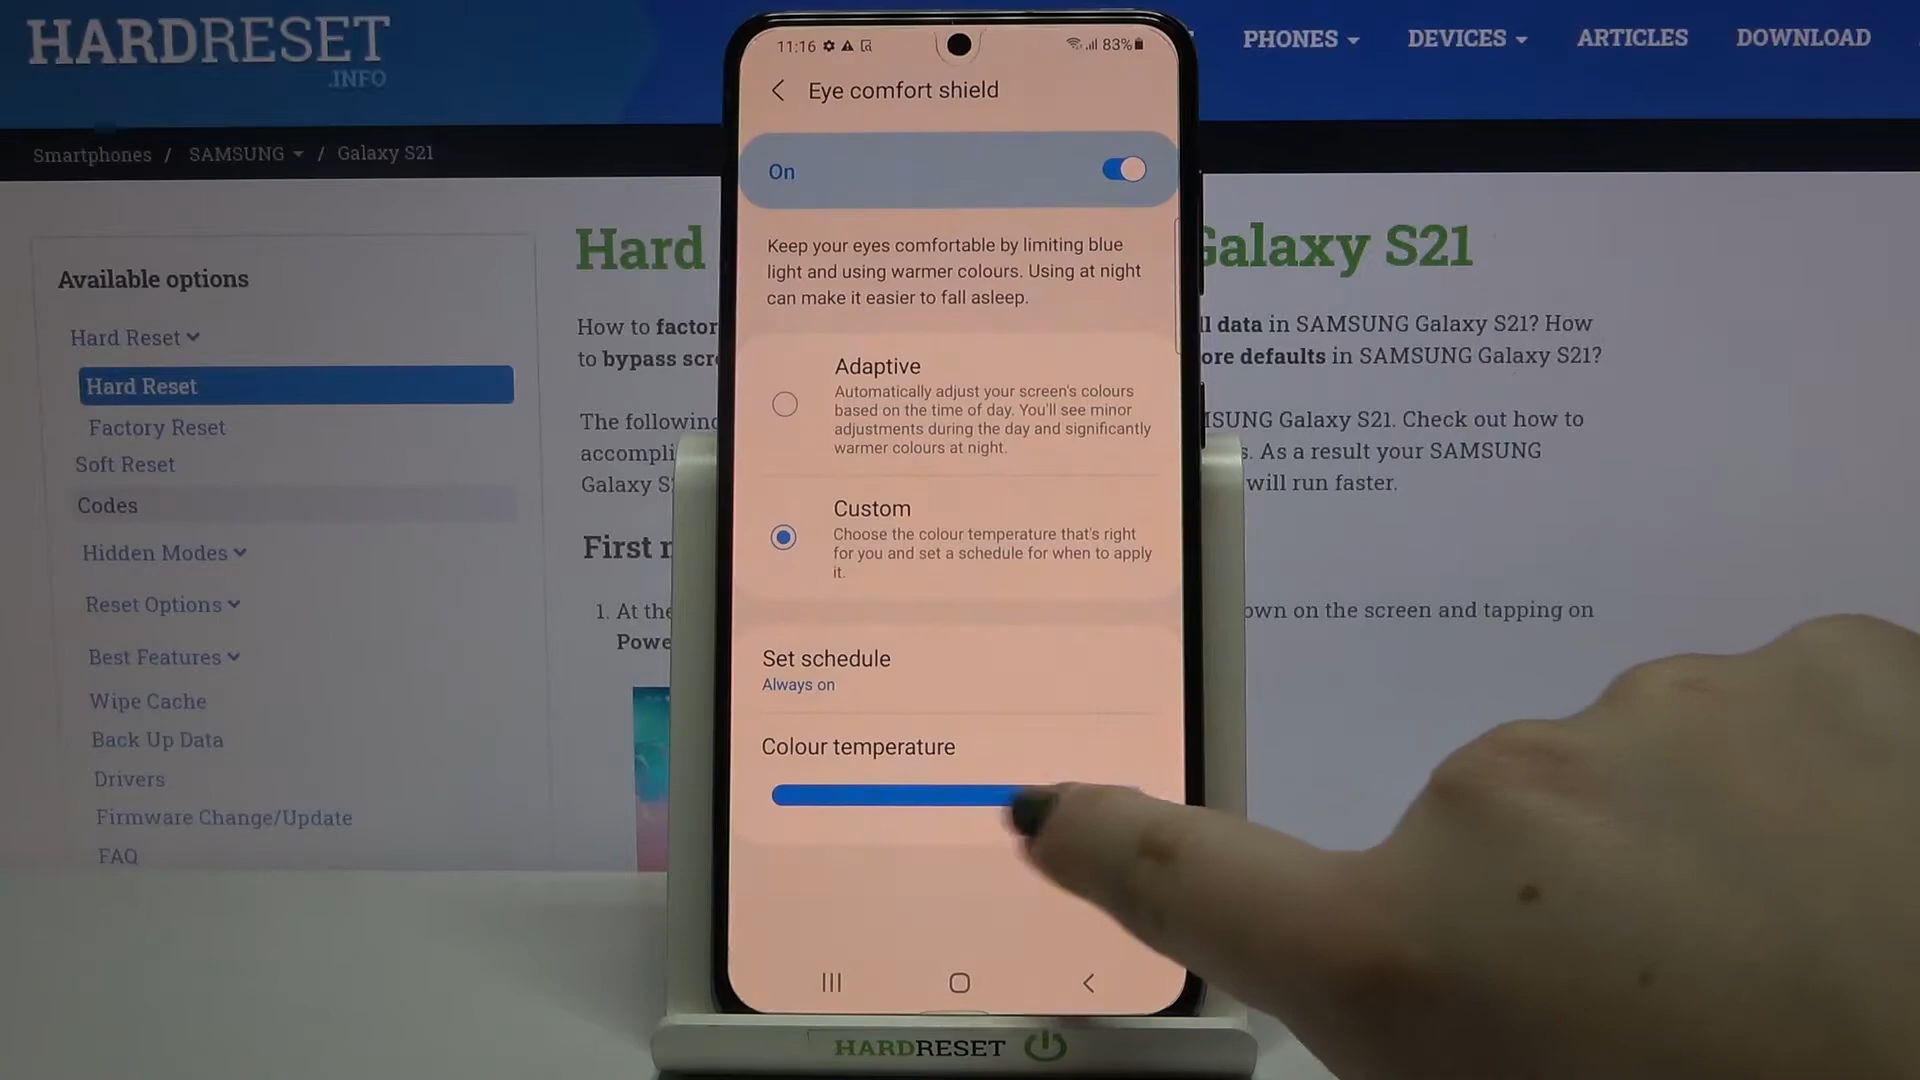 HARDRESET
.INFO
PHONES
DEVICES
ARTICLES
DOWNLOAD
Smartphones / SAMSUNG / Galaxy S21
Available options
Hard Reset
Hard Reset
Factory Reset
Soft Reset
Codes
Hidden Modes
Reset Options
Best Features
Wipe Cache
Back Up Data
Drivers
Firmware Change/Update
FAQ
Hard
Galaxy S21
How to
data in SAMSUNG Galaxy S21? How
to bypass
defaults in SAMSUNG Galaxy S21?
The following
Galaxy S21. Check out how to
As a result your SAMSUNG
Galaxy
will run faster.
First
1. At the
on the screen and tapping on
11:16
83%
Eye comfort shield
On
Keep your eyes comfortable by limiting blue
light and using warmer colours. Using at night
can make it easier to fall asleep.
Adaptive
Automatically adjust your screen's colours
based on the time of day. You'll see minor
adjustments during the day and significantly
warmer colours at night.
Custom
Choose the colour temperature that's right
for you and set a schedule for when to apply
it.
Set schedule
Always on
Colour temperature
HARDRESET